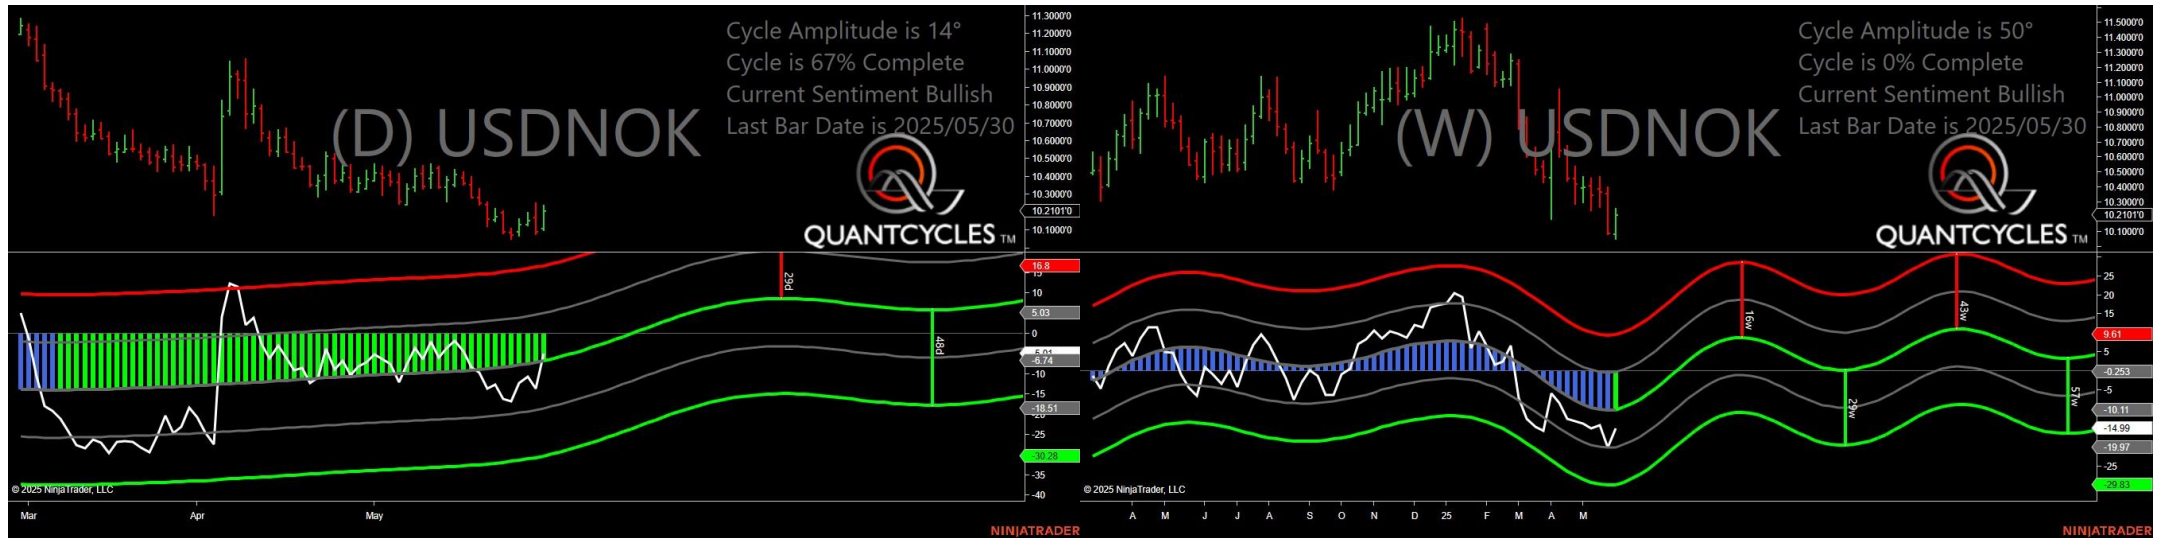 Cycle Amplitude is 14°
Cycle is 67% Complete
Current Sentiment Bullish
Last Bar Date is 2025/05/30
(D) USDNOK
QUANTCYCLES TM
11.3000'0
11.2000'0
11.1000'0
11.0000'0
10.9000'0
10.8000'0
10.7000'0
10.6000'0
10.5000'0
10.4000'0
10.3000'0
10.2101'0
10.1000'0
29d
48d
16.8
15
10
5.03
0
-5.01
-6.74
-10
-15
-18.51
-25
-30.28
-35
-40
© 2025 NinjaTrader, LLC
Mar
Apr
May
NINJATRADER
Cycle Amplitude is 50°
Cycle is 0% Complete
Current Sentiment Bullish
Last Bar Date is 2025/05/30
(W) USDNOK
QUANTCYCLES TM
11.5000'0
11.4000'0
11.3000'0
11.2000'0
11.1000'0
11.0000'0
10.9000'0
10.8000'0
10.7000'0
10.6000'0
10.5000'0
10.4000'0
10.3000'0
10.2101'0
10.1000'0
16w
29w
43w
57w
25
20
15
9.61
5
-0.253
-5
-10.11
-14.99
-19.97
-25
-29.83
© 2025 NinjaTrader, LLC
A
M
J
J
A
S
O
N
D
25
F
M
A
M
NINJATRADER